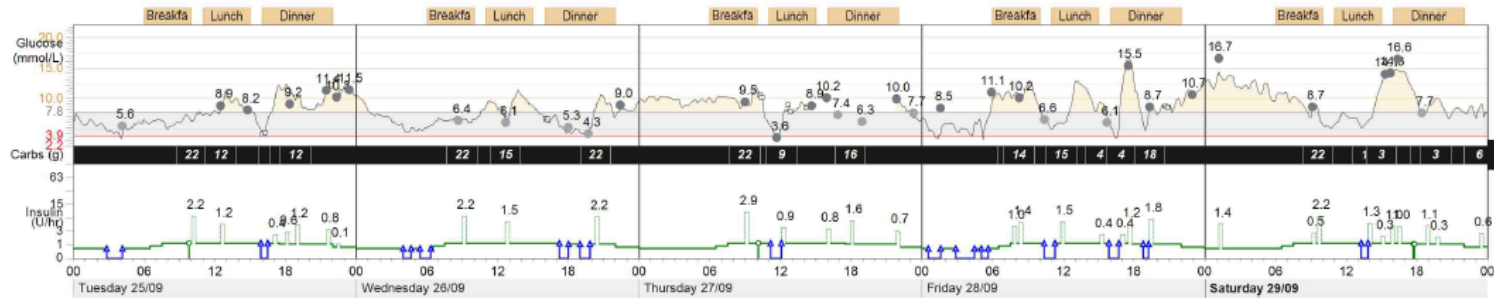 Breakfa Lunch Dinner Breakfa Lunch Dinner Breakfa Lunch Dinner Breakfa Lunch Dinner Breakfa Lunch Dinner
Glucose (mmol/L)
20.0
15.0
10.0
7.8
3.9
2.2
5.6 8.9 8.2 9.2 11.4 11.5 6.4 6.1 5.3 4.3 9.0 9.5 3.6 8.9 10.2 7.4 6.3 10.0 7.7 8.5 11.1 10.2 6.6 6.1 15.5 8.7 10.7 16.7 8.7 16.6 7.7
Carbs (g) 22 12 12 22 15 22 22 9 16 14 15 4 4 18 22 1 3 3 6
63
15
Insulin (U/hr)
3
1
0
2.2 1.2 0.4 1.2 0.8 0.1 2.2 1.5 2.2 2.9 0.9 0.8 1.6 0.7 1.4 1.5 0.4 0.4 1.2 1.8 1.4 0.5 2.2 1.3 0.3 1.0 1.1 0.3 0.6
00 06 12 18 00 06 12 18 00 06 12 18 00 06 12 18 00 06 12 18 00
Tuesday 25/09 Wednesday 26/09 Thursday 27/09 Friday 28/09 Saturday 29/09